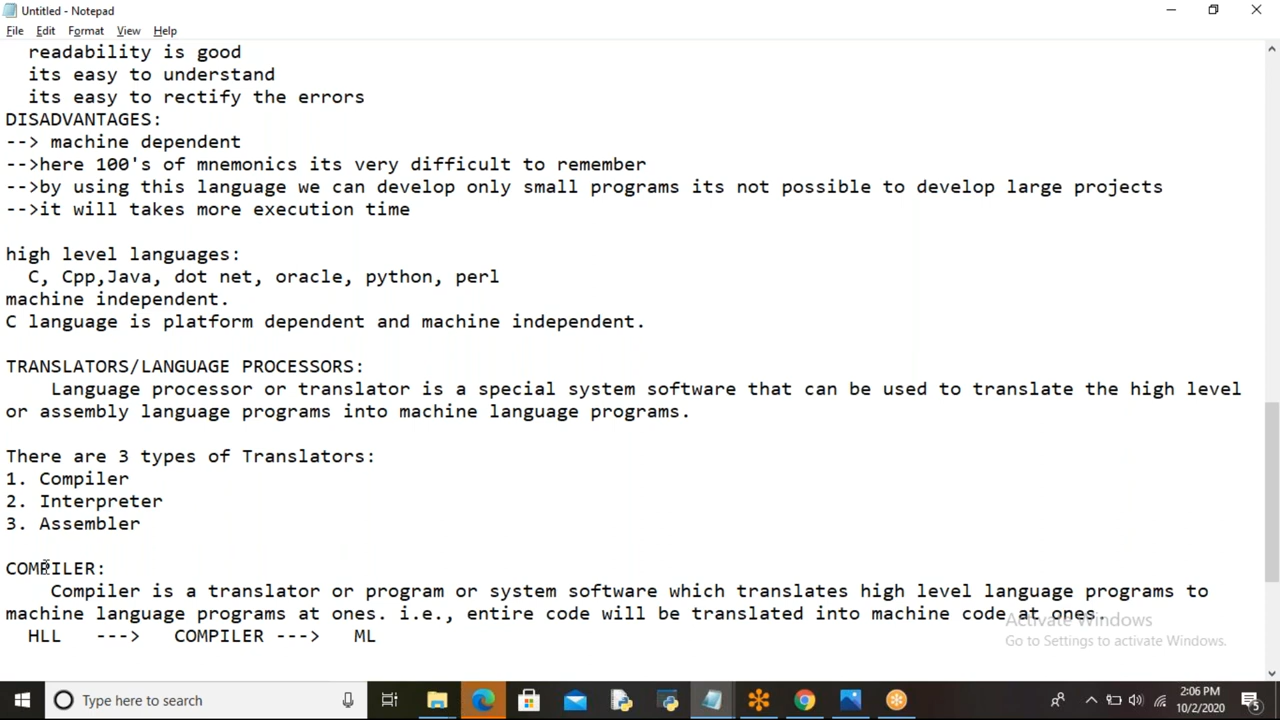 Untitled - Notepad
File Edit Format View Help
readability is good
its easy to understand
its easy to rectify the errors
DISADVANTAGES:
--> machine dependent
-->here 100's of mnemonics its very difficult to remember
-->by using this language we can develop only small programs its not possible to develop large projects
-->it will takes more execution time
high level languages:
C, Cpp,Java, dot net, oracle, python, perl
machine independent.
C language is platform dependent and machine independent.
TRANSLATORS/LANGUAGE PROCESSORS:
Language processor or translator is a special system software that can be used to translate the high level
or assembly language programs into machine language programs.
There are 3 types of Translators:
1. Compiler
2. Interpreter
3. Assembler
COMPILER:
Compiler is a translator or program or system software which translates high level language programs to
machine language programs at ones. i.e., entire code will be translated into machine code at ones.
HLL ---> COMPILER ---> ML
Activate Windows
Go to Settings to activate Windows.
Type here to search
2:06 PM
10/2/2020
5